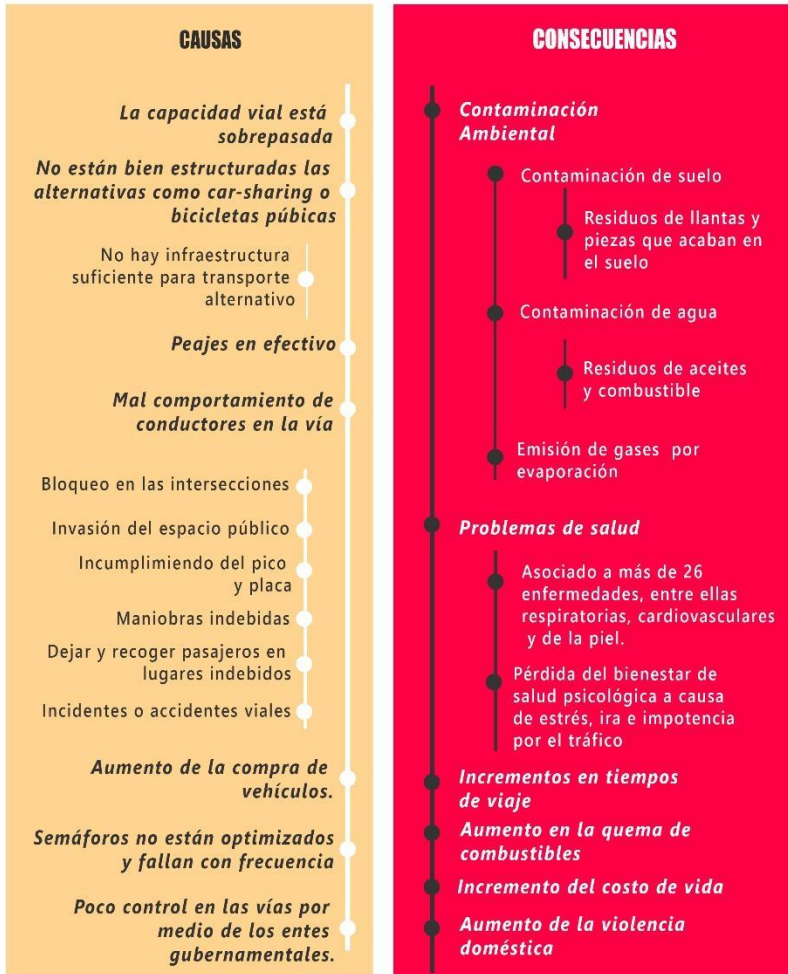 CAUSAS
La capacidad vial está
sobrepasada
No están bien estructuradas las
alternativas como car-sharing o
bicicletas púbicas
No hay infraestructura
suficiente para transporte
alternativo
Peajes en efectivo
Mal comportamiento de
conductores en la vía
Bloqueo en las intersecciones
Invasión del espacio público
Incumplimiendo del pico
y placa
Maniobras indebidas
Dejar y recoger pasajeros en
lugares indebidos
Incidentes o accidentes viales
Aumento de la compra de
vehículos.
Semáforos no están optimizados
y fallan con frecuencia
Poco control en las vías por
medio de los entes
gubernamentales.
CONSECUENCIAS
Contaminación
Ambiental
Contaminación de suelo
Residuos de llantas y
piezas que acaban en
el suelo
Contaminación de agua
Residuos de aceites
y combustible
Emisión de gases por
evaporación
Problemas de salud
Asociado a más de 26
enfermedades, entre ellas
respiratorias, cardiovasculares
y de la piel.
Pérdida del bienestar de
salud psicológica a causa
de estrés, ira e impotencia
por el tráfico
Incrementos en tiempos
de viaje
Aumento en la quema de
combustibles
Incremento del costo de vida
Aumento de la violencia
doméstica